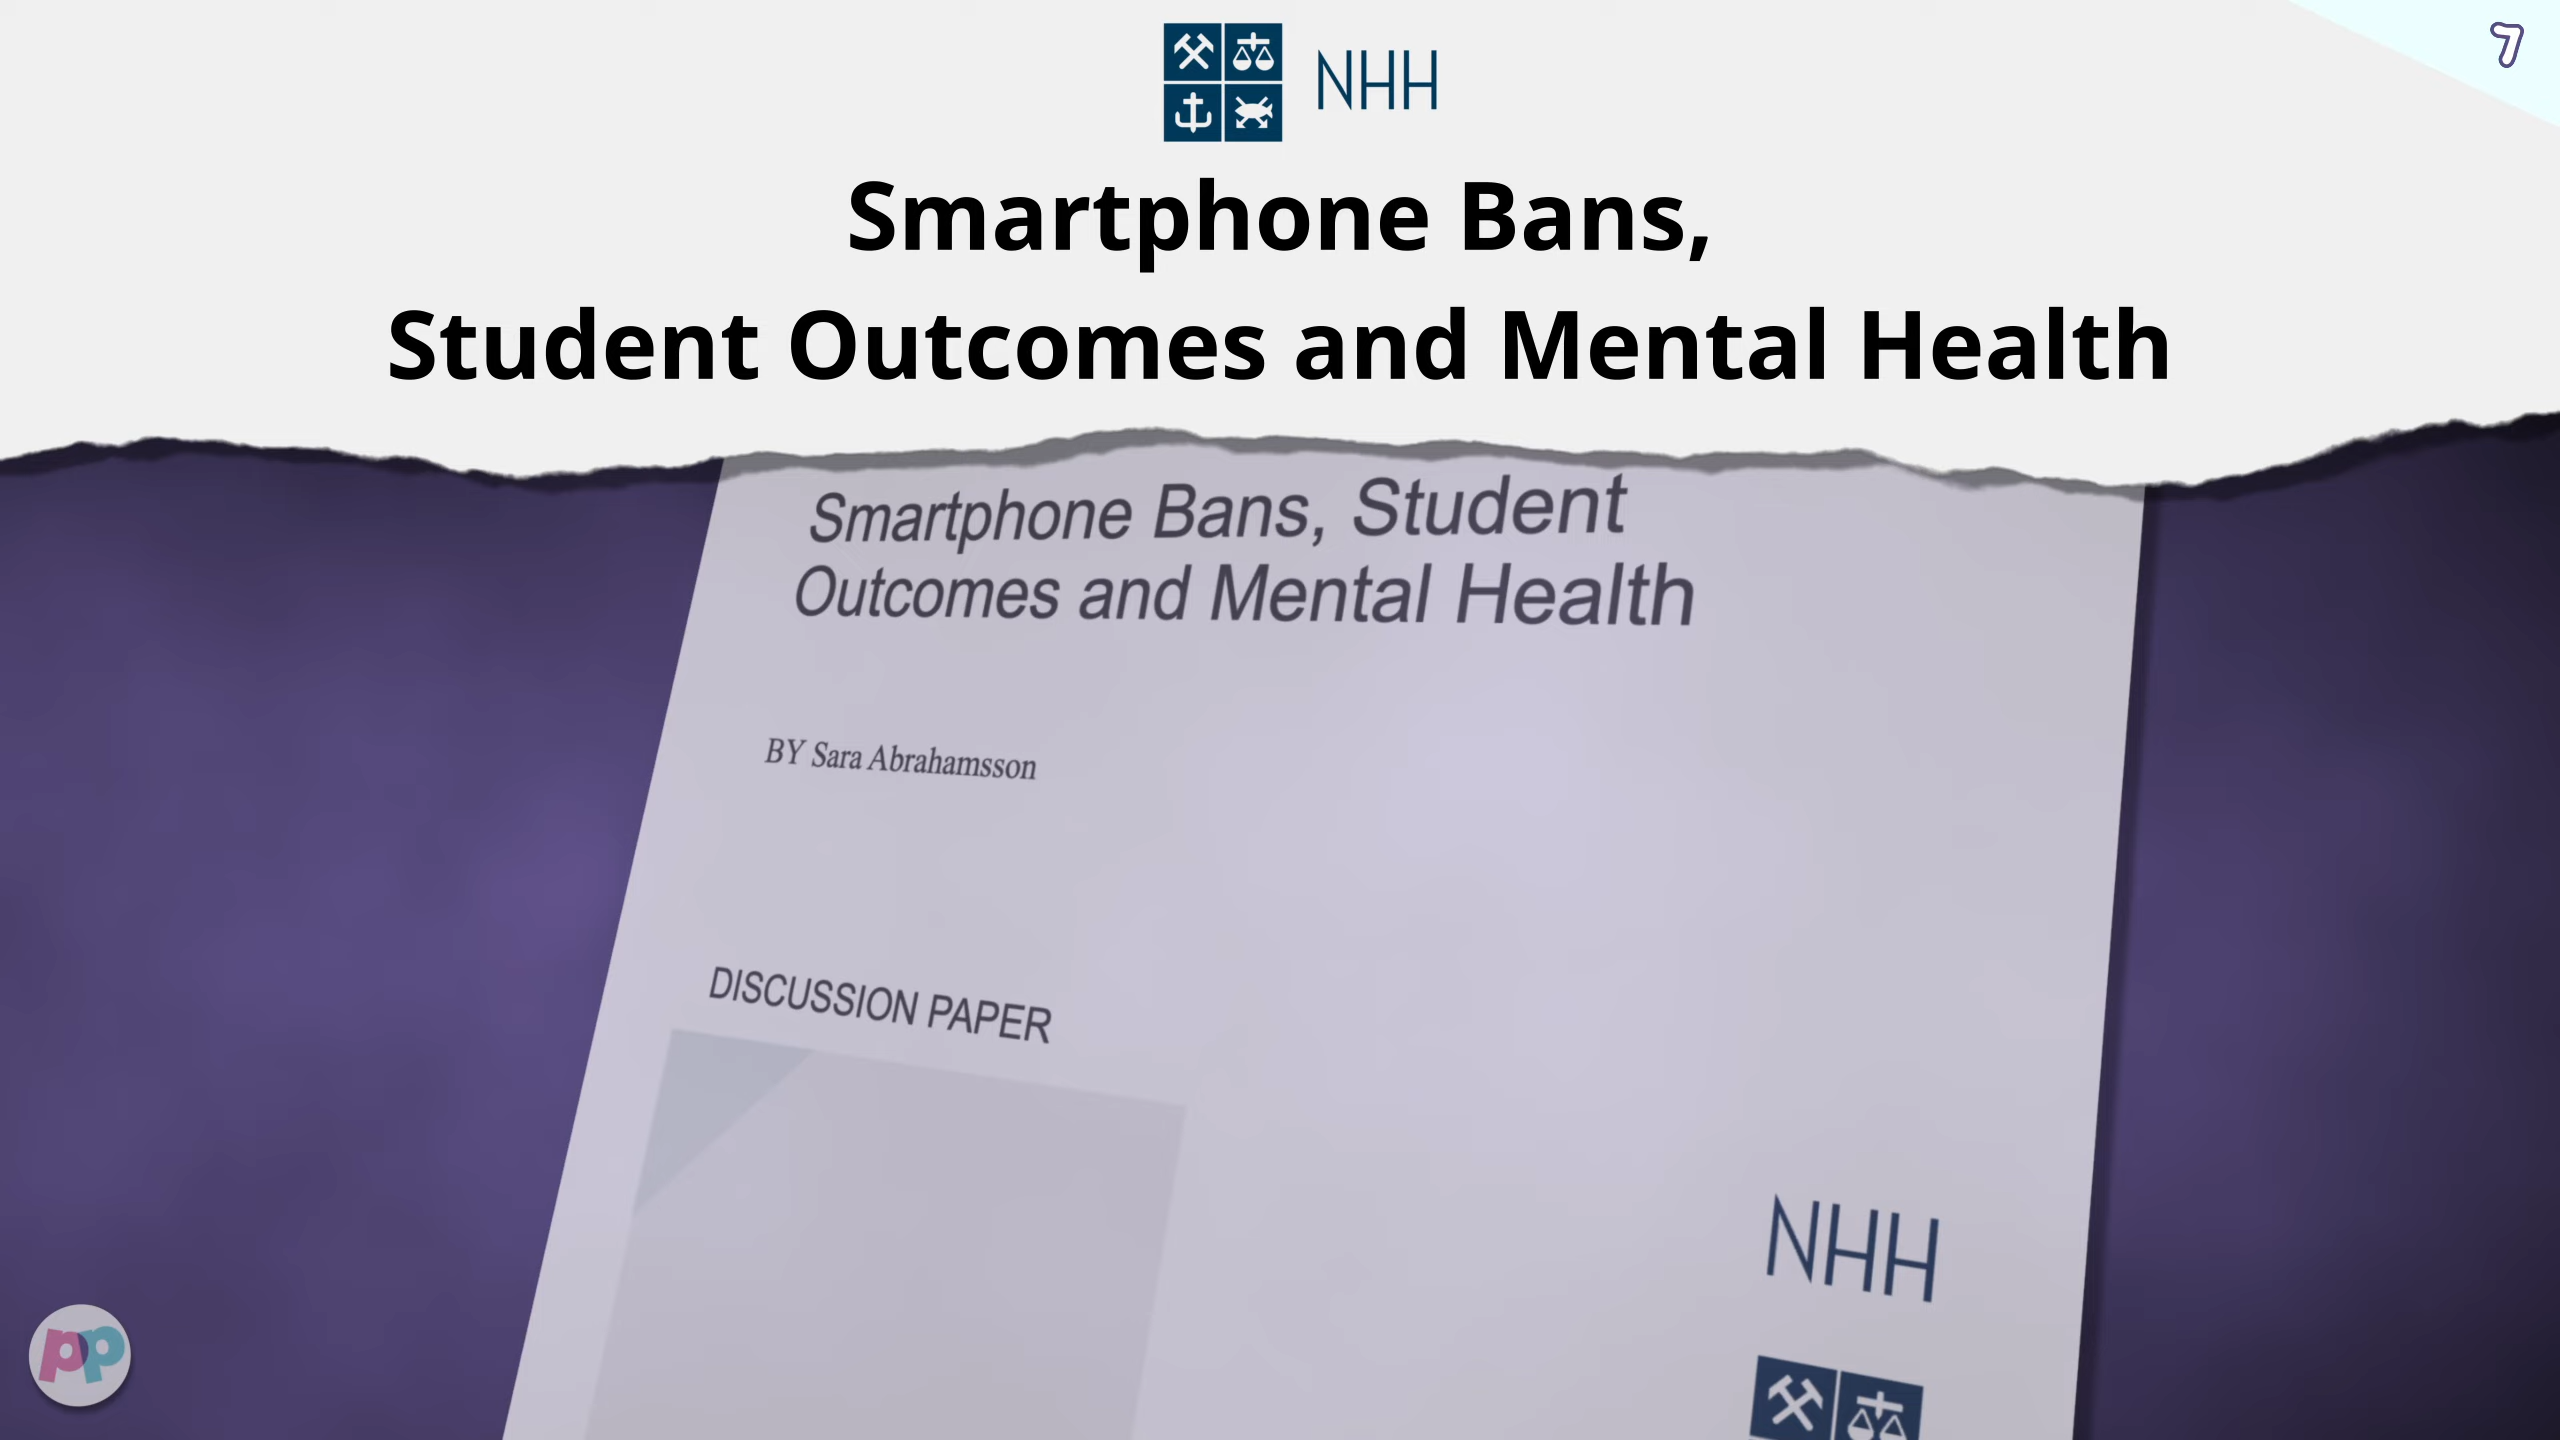 NHH
7
Smartphone Bans,
Student Outcomes and Mental Health
Smartphone Bans, Student
Outcomes and Mental Health
BY Sara Abrahamsson
DISCUSSION PAPER
NHH
pp